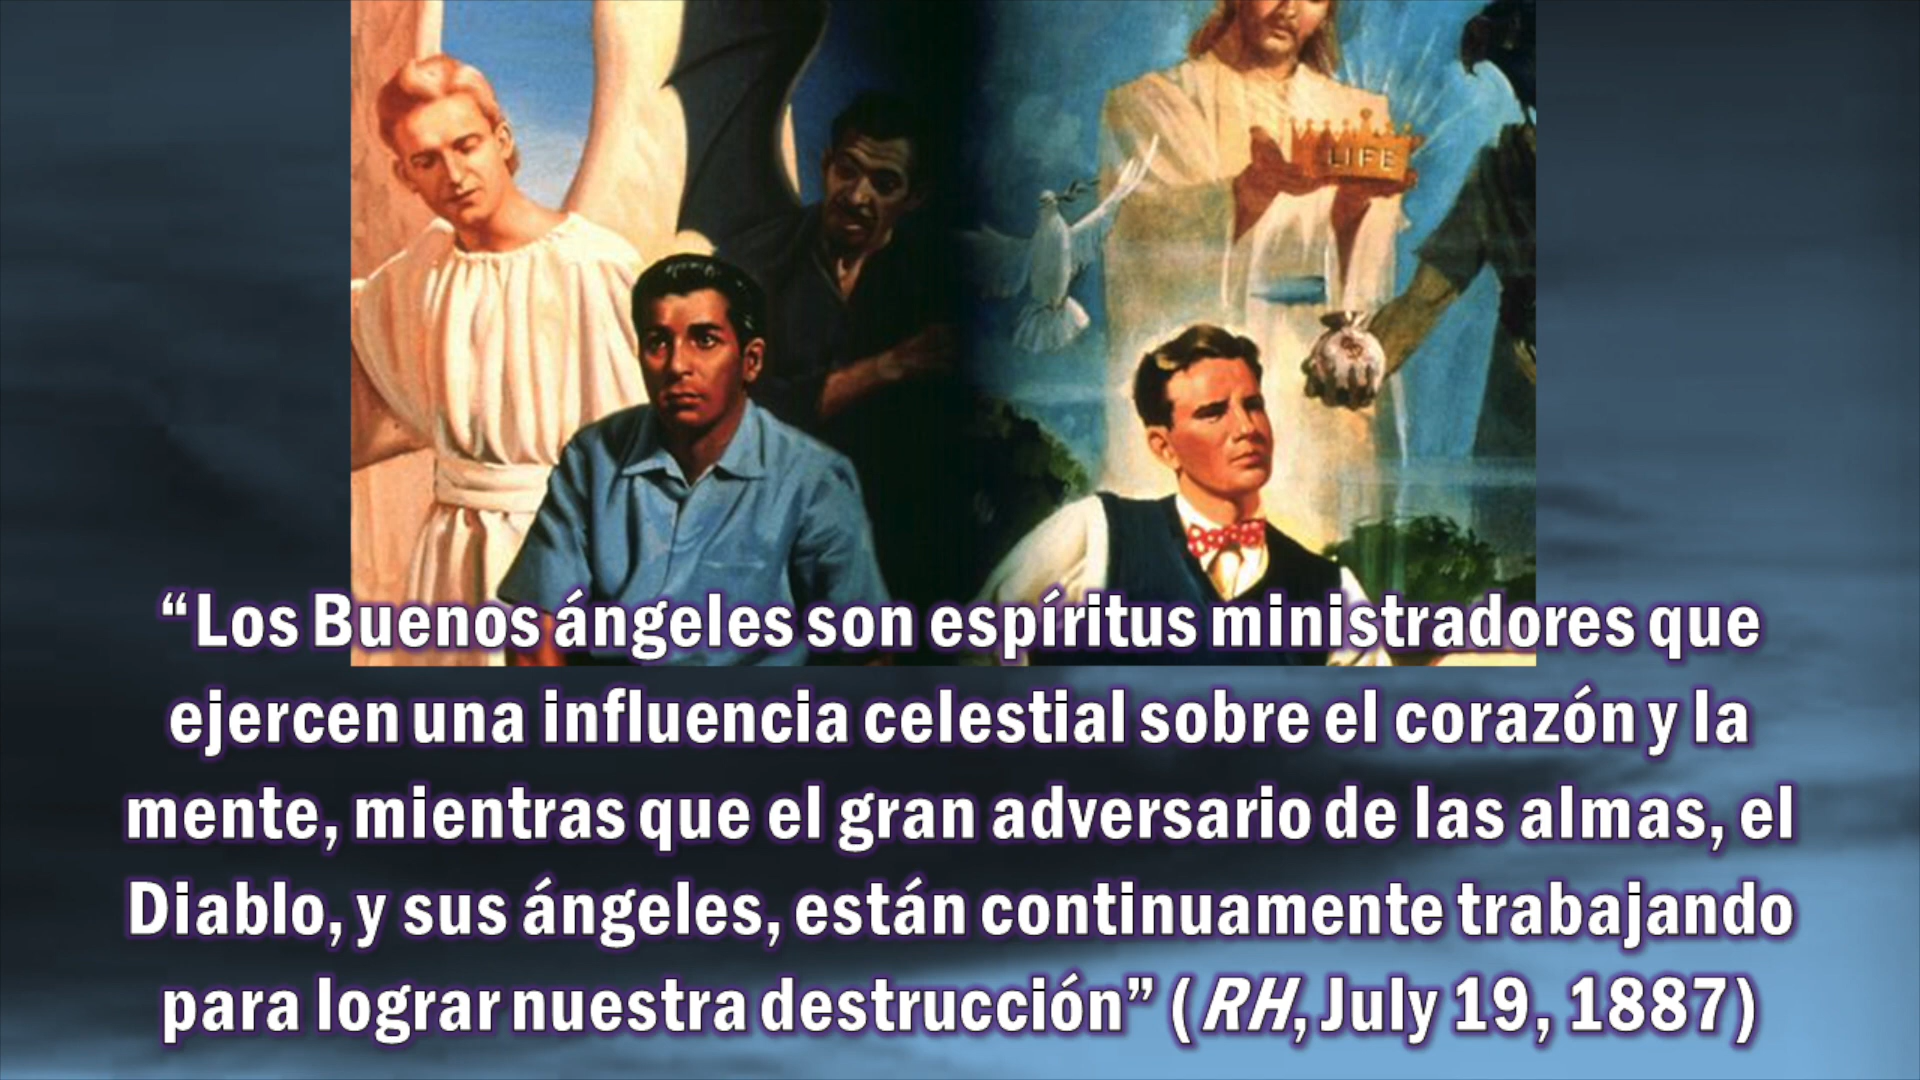 LIFE
$
“Los Buenos ángeles son espíritus ministradores que
ejercen una influencia celestial sobre el corazón y la
mente, mientras que el gran adversario de las almas, el
Diablo, y sus ángeles, están continuamente trabajando
para lograr nuestra destrucción” (RH, July 19, 1887)